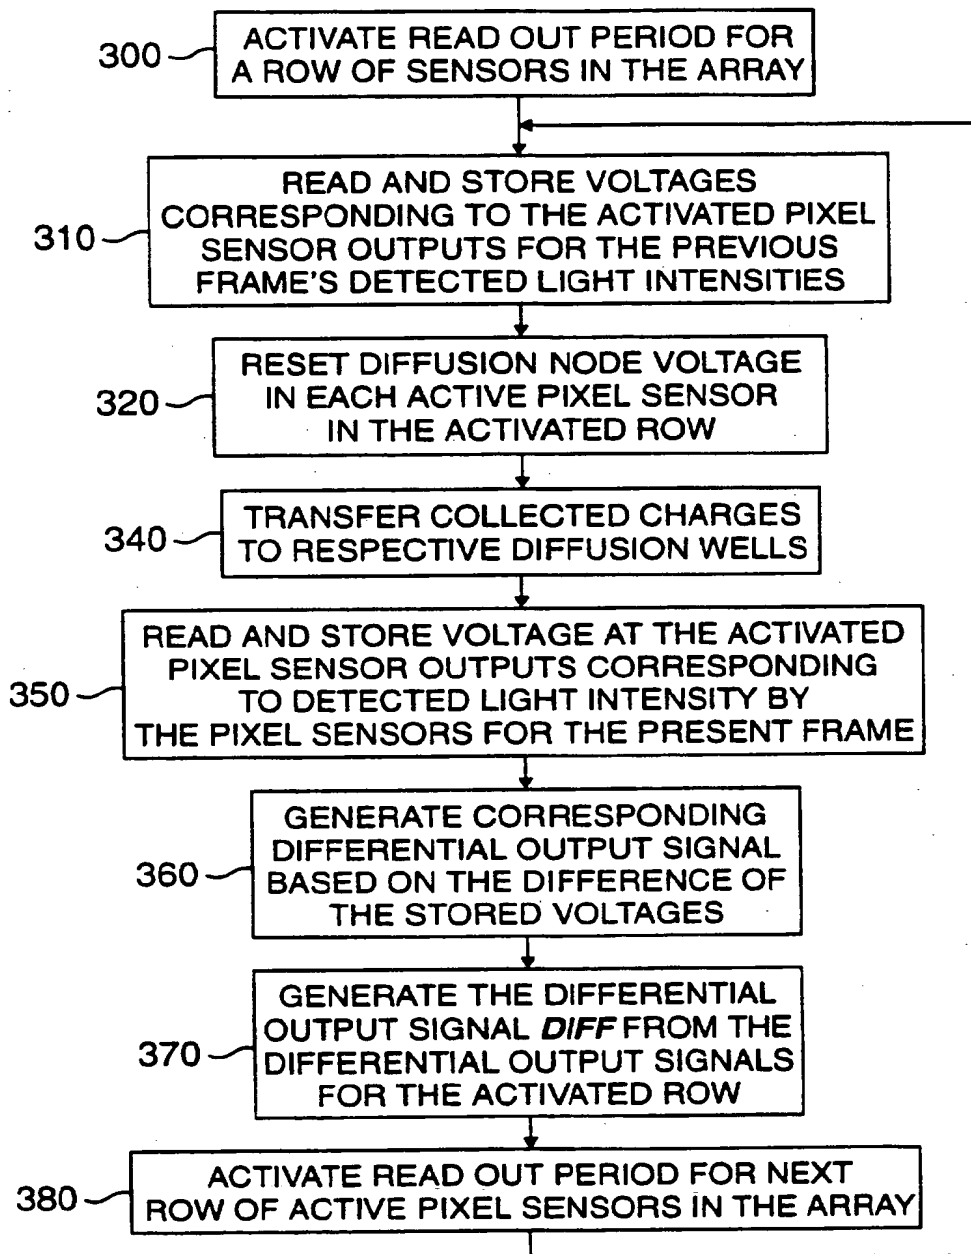 300
ACTIVATE READ OUT PERIOD FOR
A ROW OF SENSORS IN THE ARRAY
310
READ AND STORE VOLTAGES
CORRESPONDING TO THE ACTIVATED PIXEL
SENSOR OUTPUTS FOR THE PREVIOUS
FRAME'S DETECTED LIGHT INTENSITIES
320
RESET DIFFUSION NODE VOLTAGE
IN EACH ACTIVE PIXEL SENSOR
IN THE ACTIVATED ROW
340
TRANSFER COLLECTED CHARGES
TO RESPECTIVE DIFFUSION WELLS
350
READ AND STORE VOLTAGE AT THE ACTIVATED
PIXEL SENSOR OUTPUTS CORRESPONDING
TO DETECTED LIGHT INTENSITY BY
THE PIXEL SENSORS FOR THE PRESENT FRAME
360
GENERATE CORRESPONDING
DIFFERENTIAL OUTPUT SIGNAL
BASED ON THE DIFFERENCE OF
THE STORED VOLTAGES
370
GENERATE THE DIFFERENTIAL
OUTPUT SIGNAL DIFF FROM THE
DIFFERENTIAL OUTPUT SIGNALS
FOR THE ACTIVATED ROW
380
ACTIVATE READ OUT PERIOD FOR NEXT
ROW OF ACTIVE PIXEL SENSORS IN THE ARRAY